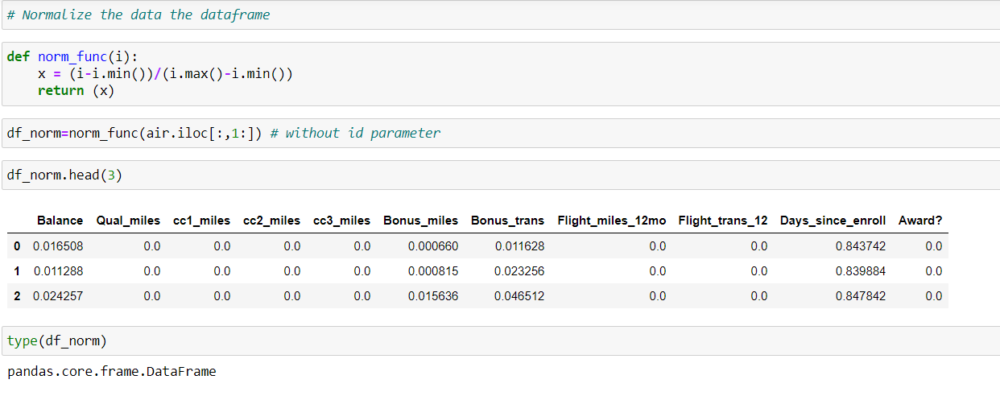 # Normalize the data the dataframe
def norm_func(i):
    x = (i-i.min())/(i.max()-i.min())
    return (x)
df_norm=norm_func(air.iloc[:,1:]) # without id parameter
df_norm.head(3)
Balance Qual_miles cc1_miles cc2_miles cc3_miles Bonus_miles Bonus_trans Flight_miles_12mo Flight_trans_12 Days_since_enroll Award?
0 0.016508 0.0 0.0 0.0 0.0 0.000660 0.011628 0.0 0.0 0.843742 0.0
1 0.011288 0.0 0.0 0.0 0.0 0.000815 0.023256 0.0 0.0 0.839884 0.0
2 0.024257 0.0 0.0 0.0 0.0 0.015636 0.046512 0.0 0.0 0.847842 0.0
type(df_norm)
pandas.core.frame.DataFrame